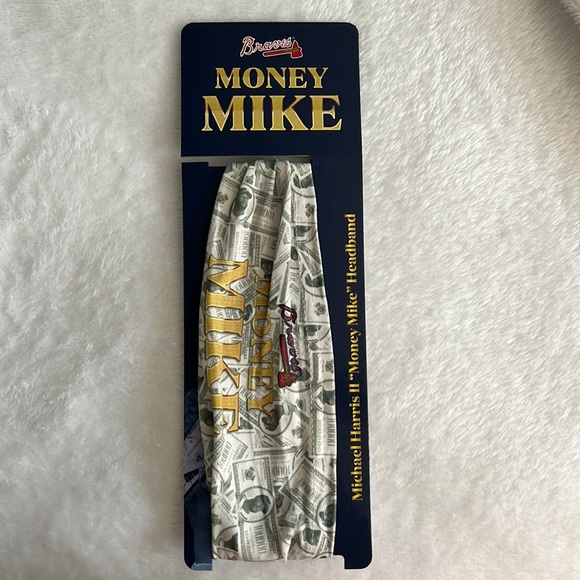 Braves
MONEY
MIKE
MONEY
MIKE
Braves
Michael Harris II "Money Mike" Headband